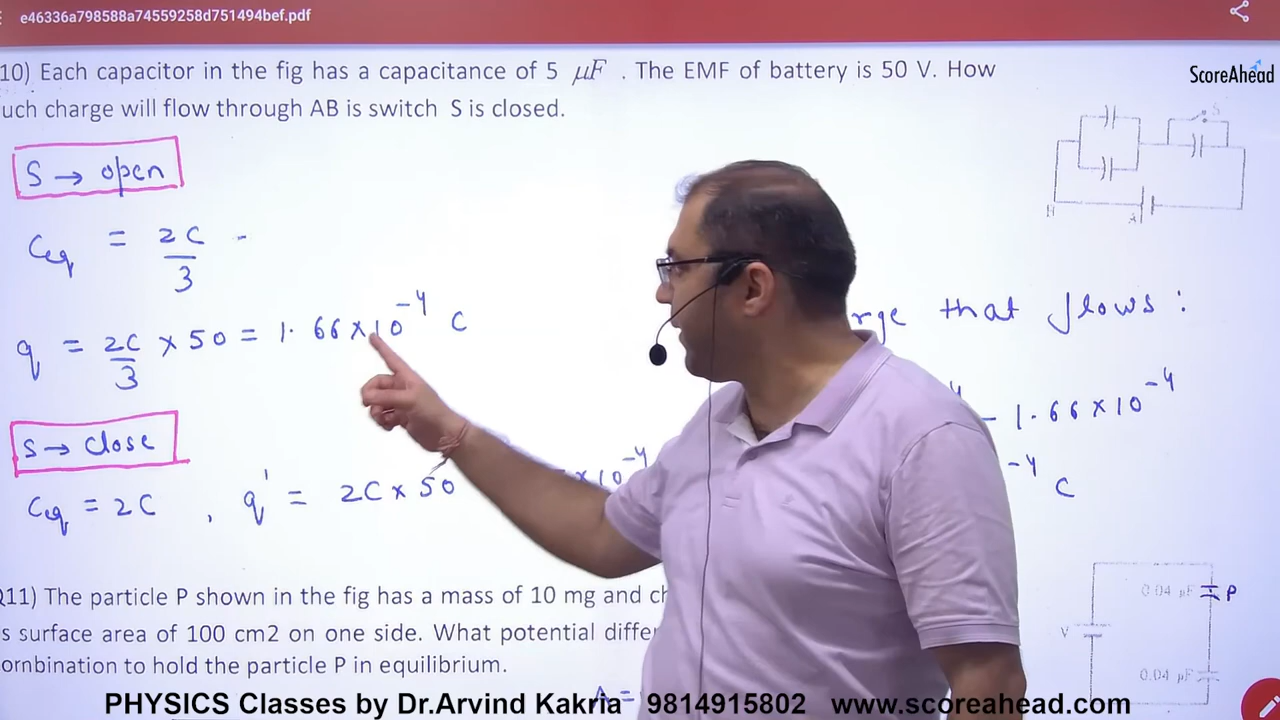 e46336a798588a74559258d751494bef.pdf
10) Each capacitor in the fig has a capacitance of 5 μF . The EMF of battery is 50 V. How
uch charge will flow through AB is switch S is closed.
ScoreAhead
S
B
A
S → open
Ceq = 2C/3
q = 2C/3 × 50 = 1.66×10⁻⁴ C
rge that flows :
- 1.66×10⁻⁴
⁻⁴ C
S → close
Ceq = 2C , q' = 2C × 50
×10⁻⁴
11) The particle P shown in the fig has a mass of 10 mg and ch
s surface area of 100 cm2 on one side. What potential diffe
ombination to hold the particle P in equilibrium.
0.04 μF P
V
0.04 μF
A =
PHYSICS Classes by Dr.Arvind Kakria 9814915802 www.scoreahead.com